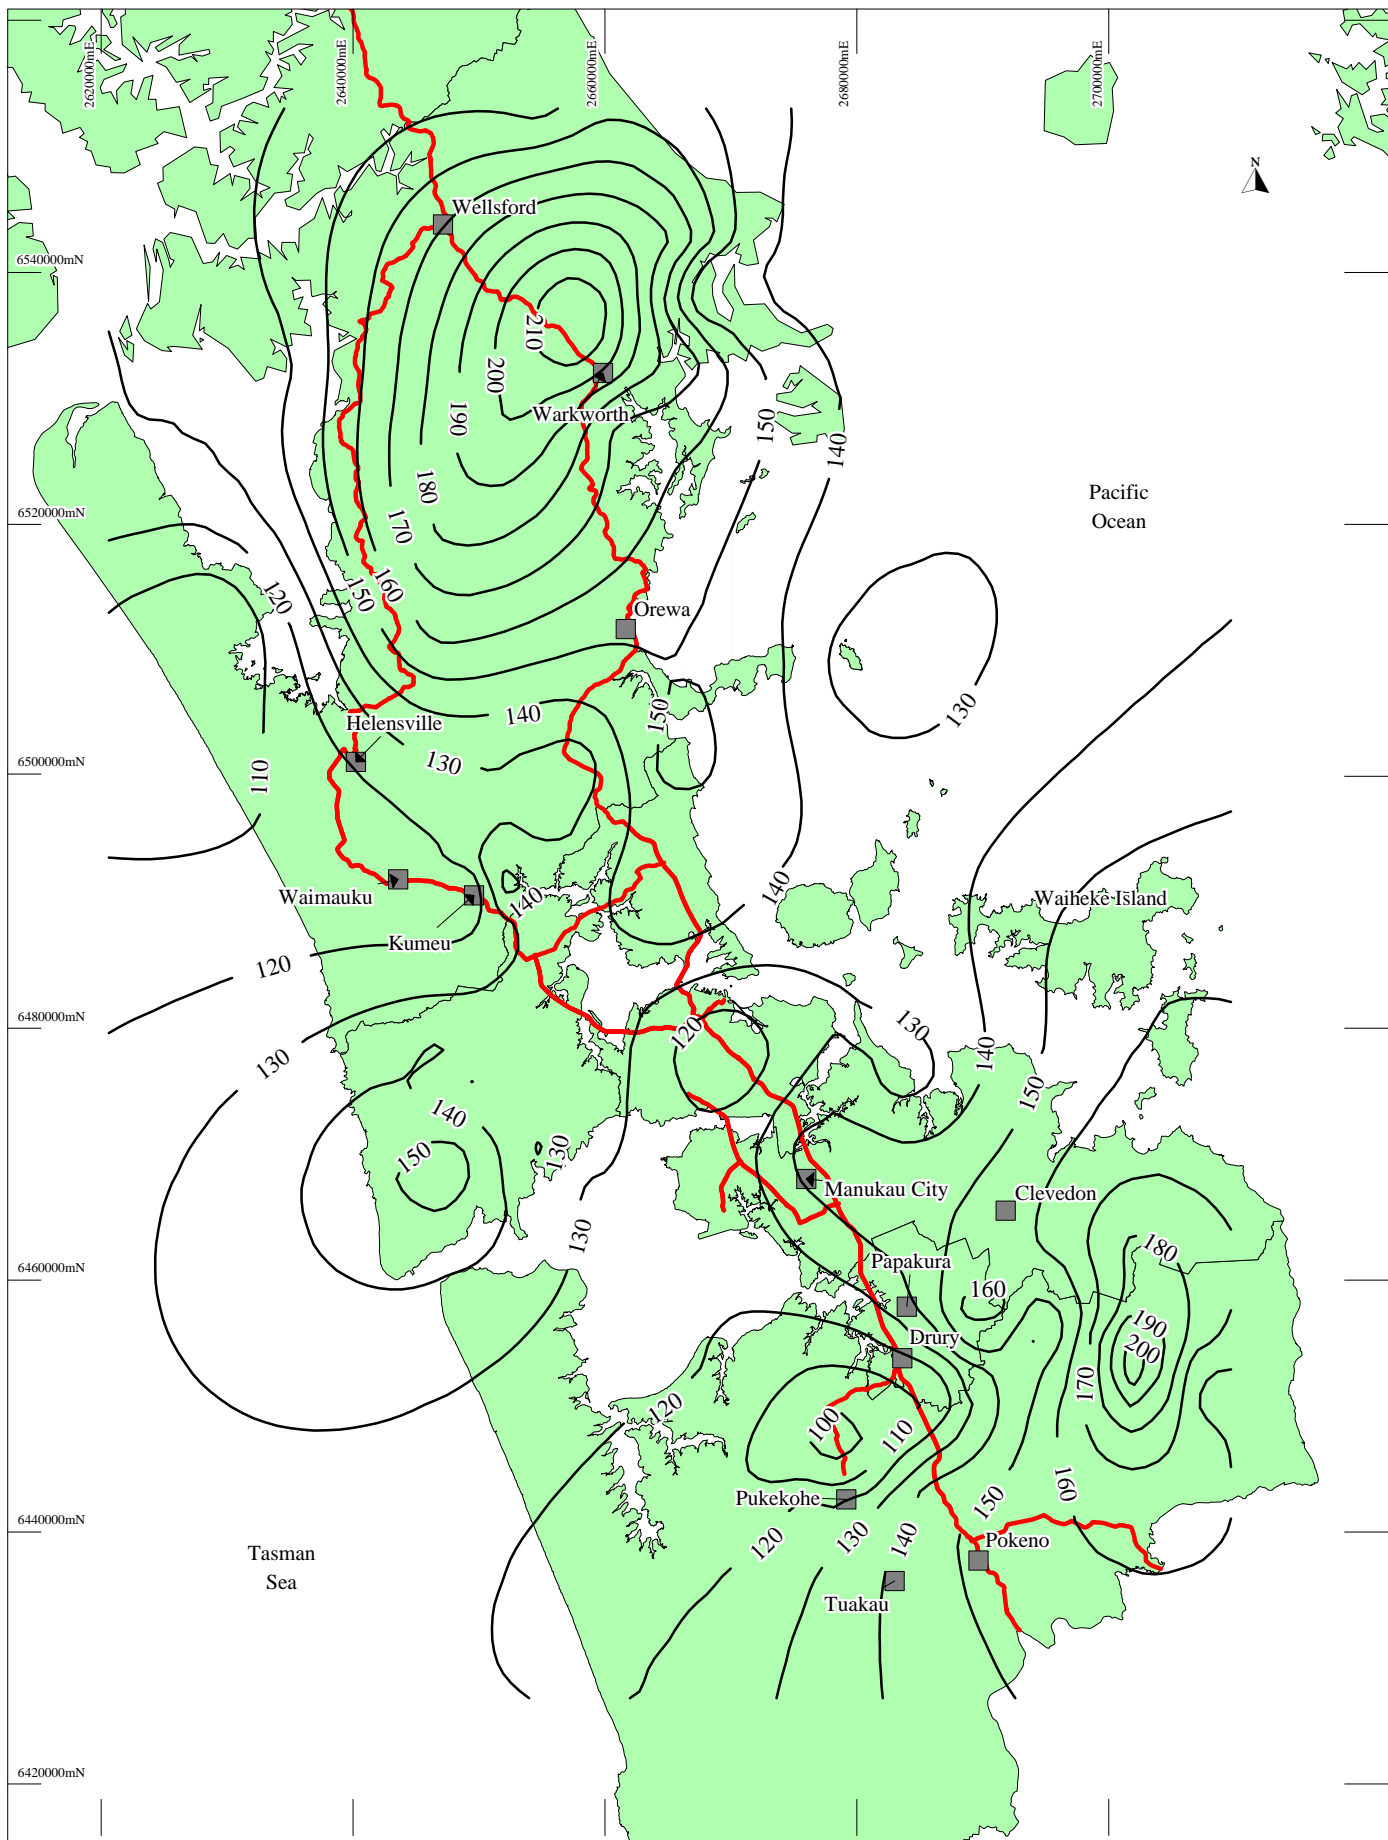 2620000mE
2640000mE
2660000mE
2680000mE
2700000mE
N
Wellsford
6540000mN
210
200
Warkworth
190
150
140
180
Pacific
Ocean
6520000mN
170
160
150
120
Orewa
130
150
140
Helensville
130
110
6500000mN
140
Waimauku
140
Waiheke Island
Kumeu
120
6480000mN
130
120
130
140
150
140
150
130
Manukau City
Clevedon
130
180
Papakura
6460000mN
160
190
Drury
200
170
120
100
110
160
150
Pukekohe
6440000mN
120
130
140
Pokeno
Tasman
Sea
Tuakau
6420000mN